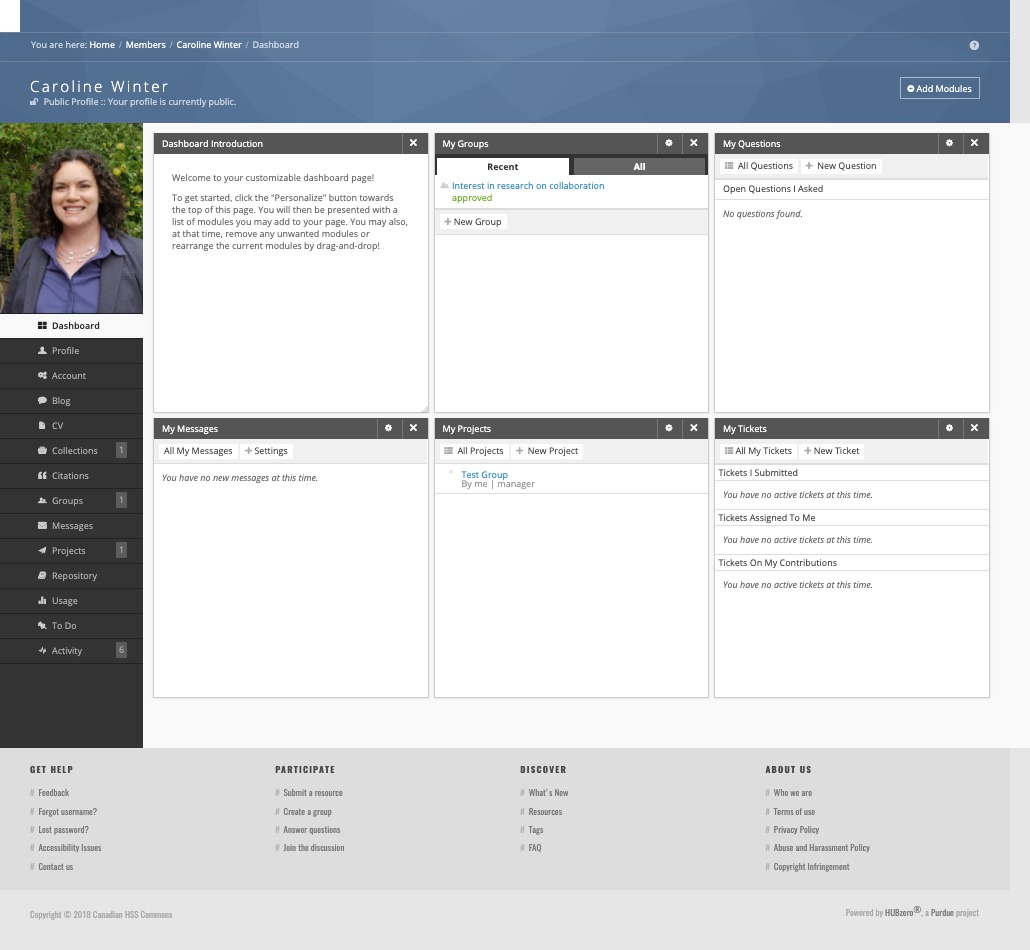 You are here: Home / Members / Caroline Winter / Dashboard
?
Caroline Winter
Public Profile :: Your profile is currently public.
Add Modules
Dashboard
Profile
Account
Blog
CV
Collections 1
Citations
Groups 1
Messages
Projects 1
Repository
Usage
To Do
Activity 6
Dashboard Introduction
Welcome to your customizable dashboard page!
To get started, click the "Personalize" button towards
the top of this page. You will then be presented with a
list of modules you may add to your page. You may also,
at that time, remove any unwanted modules or
rearrange the current modules by drag-and-drop!
My Groups
Recent All
Interest in research on collaboration
approved
+ New Group
My Questions
All Questions + New Question
Open Questions I Asked
No questions found.
My Messages
All My Messages + Settings
You have no new messages at this time.
My Projects
All Projects + New Project
Test Group
By me | manager
My Tickets
All My Tickets + New Ticket
Tickets I Submitted
You have no active tickets at this time.
Tickets Assigned To Me
You have no active tickets at this time.
Tickets On My Contributions
You have no active tickets at this time.
GET HELP
# Feedback
# Forgot username?
# Lost password?
# Accessibility Issues
# Contact us
PARTICIPATE
# Submit a resource
# Create a group
# Answer questions
# Join the discussion
DISCOVER
# What's New
# Resources
# Tags
# FAQ
ABOUT US
# Who we are
# Terms of use
# Privacy Policy
# Abuse and Harassment Policy
# Copyright Infringement
Copyright © 2018 Canadian HSS Commons
Powered by HUBzero®, a Purdue project